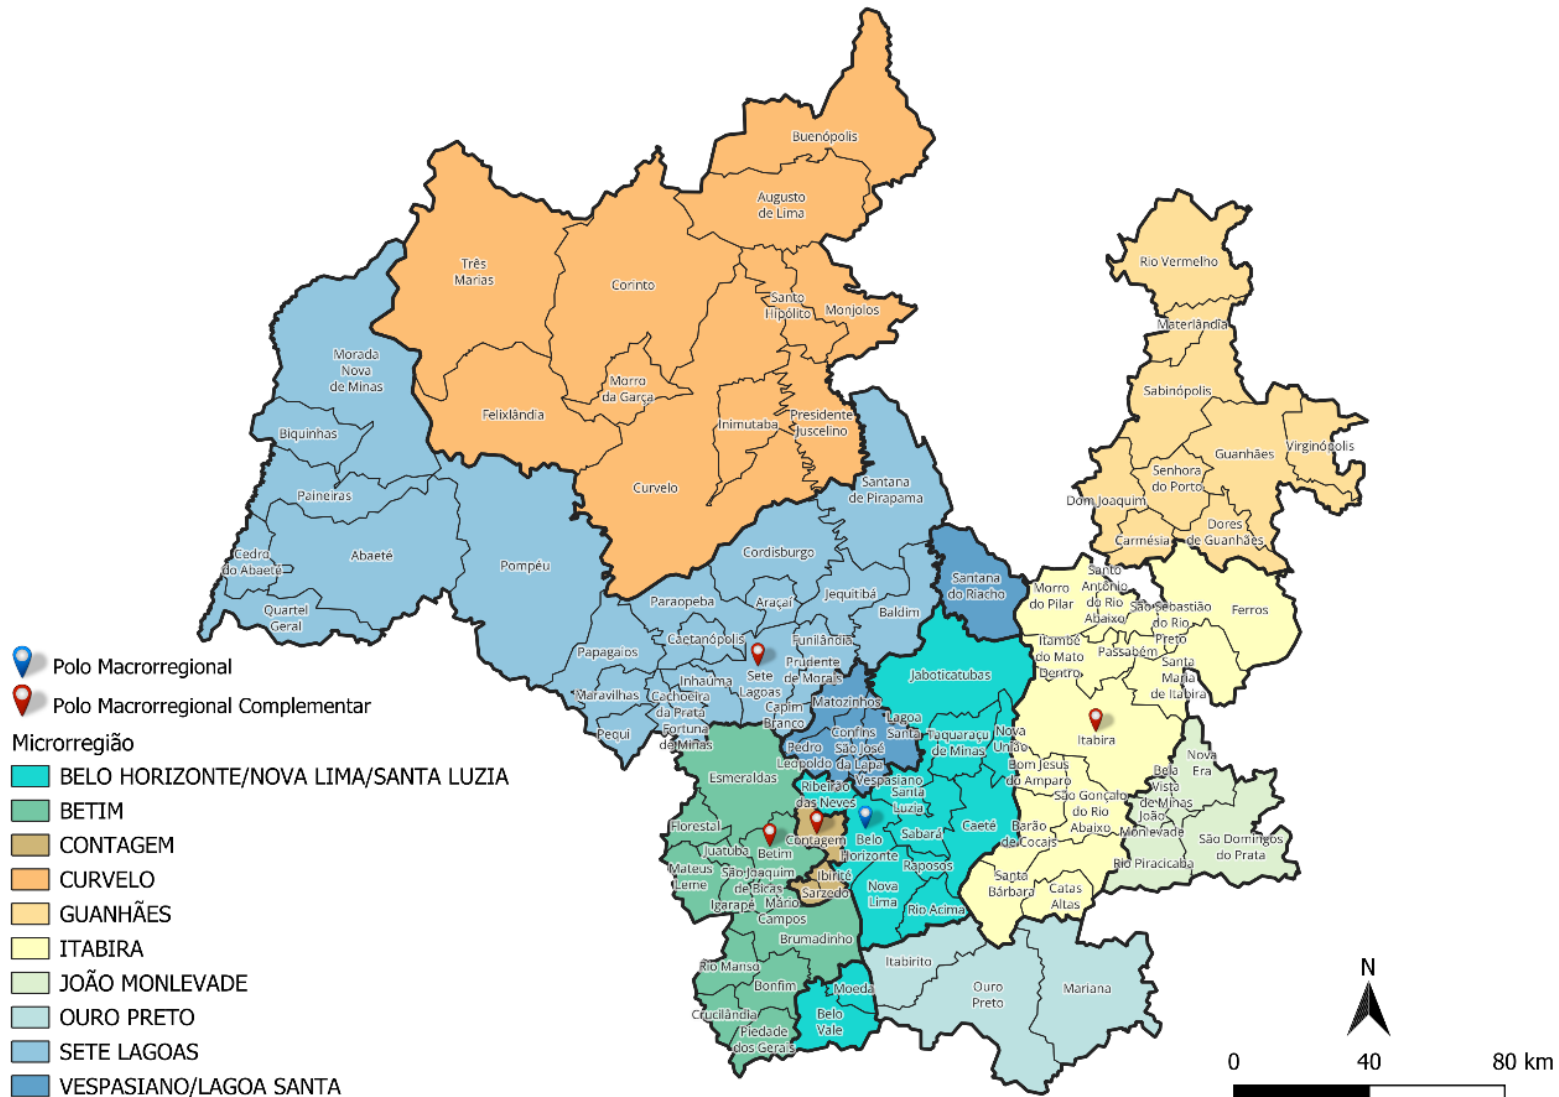 Buenópolis
Augusto
de Lima
Três
Marias
Corinto
Santo
Hipólito
Monjolos
Rio Vermelho
Materlândia
Morada
Nova
de Minas
Morro
da Garça
Felixlândia
Inimutaba
Presidente
Juscelino
Sabinópolis
Biquinhas
Curvelo
Santana
de Pirapama
Guanhães
Virginópolis
Senhora
do Porto
Dom Joaquim
Paineiras
Dores
de Guanhães
Carmésia
Cedro
do Abaeté
Abaeté
Pompéu
Cordisburgo
Santana
do Riacho
Quartel
Geral
Paraopeba
Araçaí
Jequitibá
Baldim
Morro
do Pilar
Santo
Antônio
do Rio
Abaixo
São Sebastião
do Rio
Preto
Ferros
Papagaios
Caetanópolis
Funilândia
Prudente
de Morais
Itambé
do Mato
Dentro
Passabém
Santa
Maria
de Itabira
Jaboticatubas
Maravilhas
Inhaúma
Sete
Lagoas
Cachoeira
da Prata
Fortuna
de Minas
Capim
Branco
Pequi
Matozinhos
Lagoa
Santa
Confins
São José
da Lapa
Pedro
Leopoldo
Vespasiano
Taquaraçu
de Minas
Nova
União
Itabira
Bom Jesus
do Amparo
Nova
Era
Bela
Vista
de Minas
João
Monlevade
São Gonçalo
do Rio
Abaixo
Esmeraldas
Ribeirão
das Neves
Santa
Luzia
Florestal
Juatuba
Betim
Contagem
Belo
Horizonte
Sabará
Caeté
Barão
de Cocais
São Domingos
do Prata
Rio Piracicaba
Mateus
Leme
São Joaquim
de Bicas
Igarapé
Mário
Campos
Ibirité
Sarzedo
Raposos
Nova
Lima
Rio Acima
Santa
Bárbara
Catas
Altas
Brumadinho
Rio Manso
Bonfim
Itabirito
Ouro
Preto
Mariana
Moeda
Belo
Vale
Crucilândia
Piedade
dos Gerais
Polo Macrorregional
Polo Macrorregional Complementar
Microrregião
BELO HORIZONTE/NOVA LIMA/SANTA LUZIA
BETIM
CONTAGEM
CURVELO
GUANHÃES
ITABIRA
JOÃO MONLEVADE
OURO PRETO
SETE LAGOAS
VESPASIANO/LAGOA SANTA
N
0 40 80 km